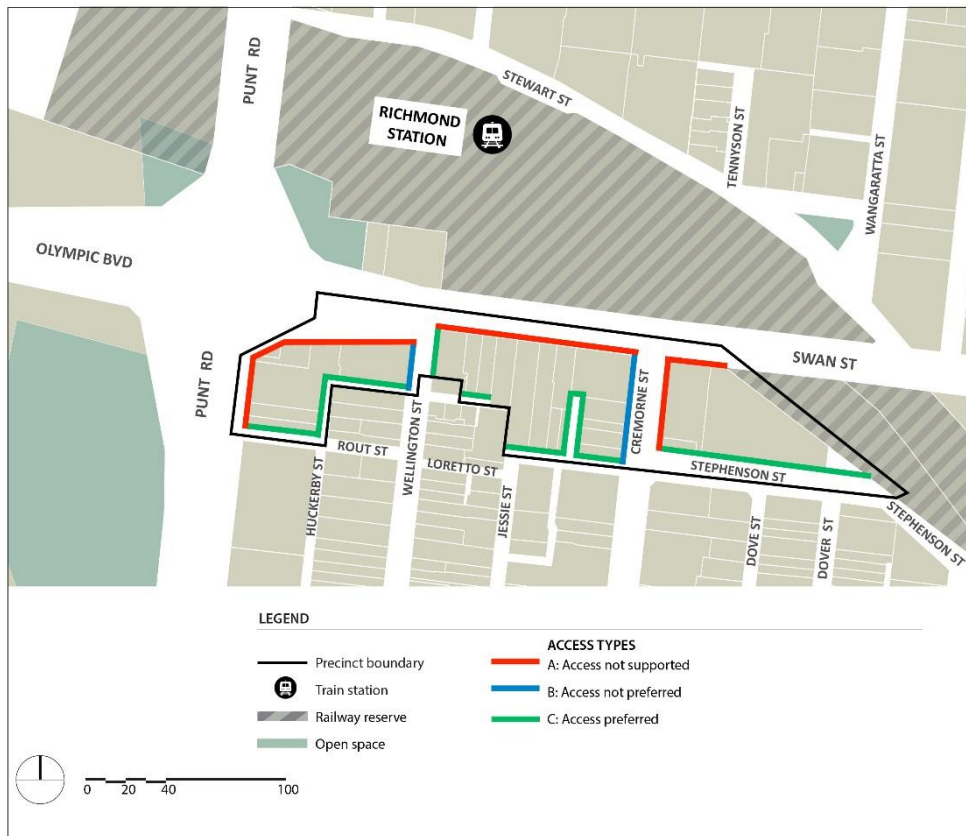 PUNT RD
STEWART ST
RICHMOND
STATION
TENNYSON ST
WANGARATTA ST
OLYMPIC BVD
SWAN ST
PUNT RD
CREMORNE ST
WELLINGTON ST
ROUT ST
HUCKERBY ST
LORETTO ST
JESSIE ST
STEPHENSON ST
DOVE ST
DOVER ST
STEPHENSON ST
LEGEND
Precinct boundary
Train station
Railway reserve
Open space
ACCESS TYPES
A: Access not supported
B: Access not preferred
C: Access preferred
0 20 40 100